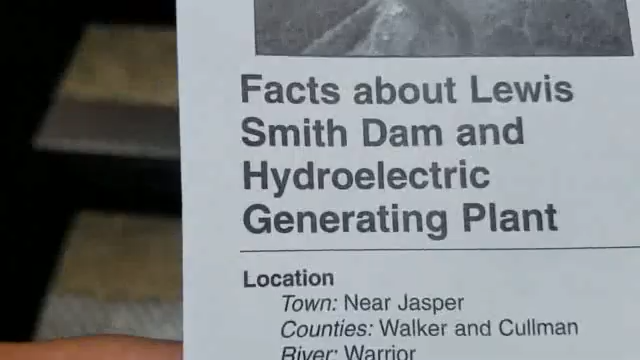 Facts about Lewis
Smith Dam and
Hydroelectric
Generating Plant
Location
Town: Near Jasper
Counties: Walker and Cullman
River: Warrior